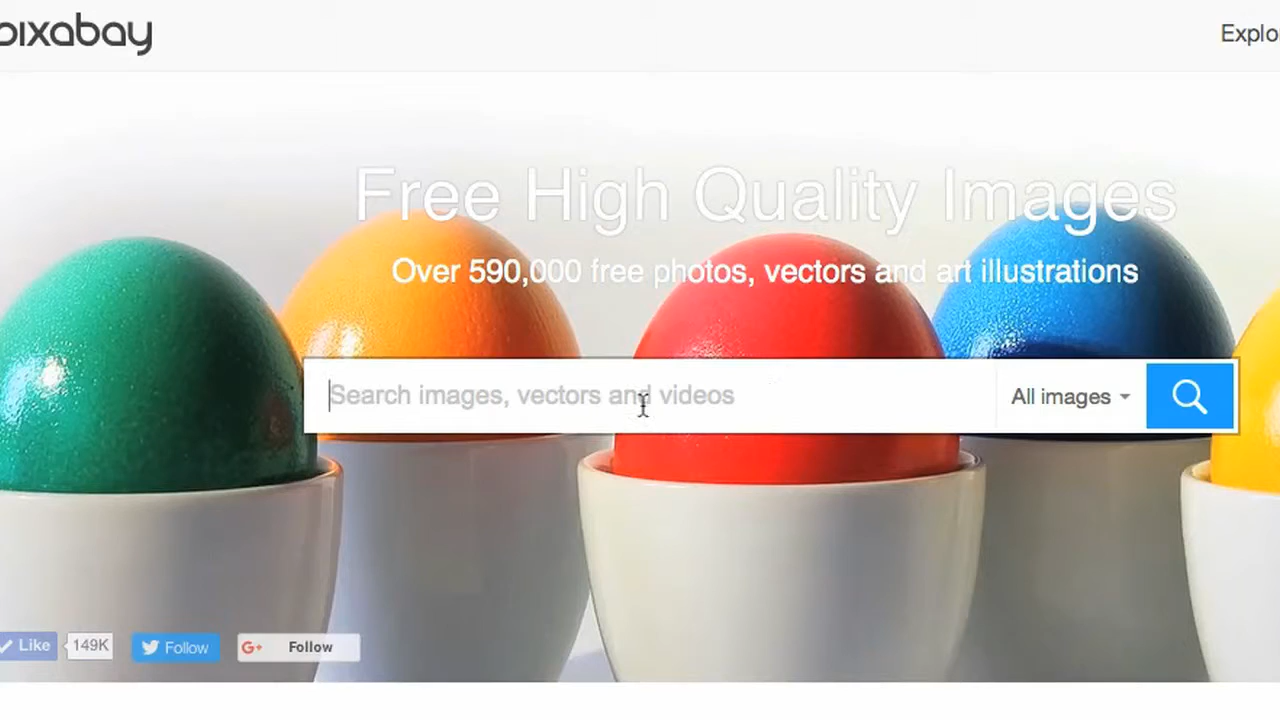 pixabay
Explo
Free High Quality Images
Over 590,000 free photos, vectors and art illustrations
Search images, vectors and videos
All images
Like 149K Follow G+ Follow